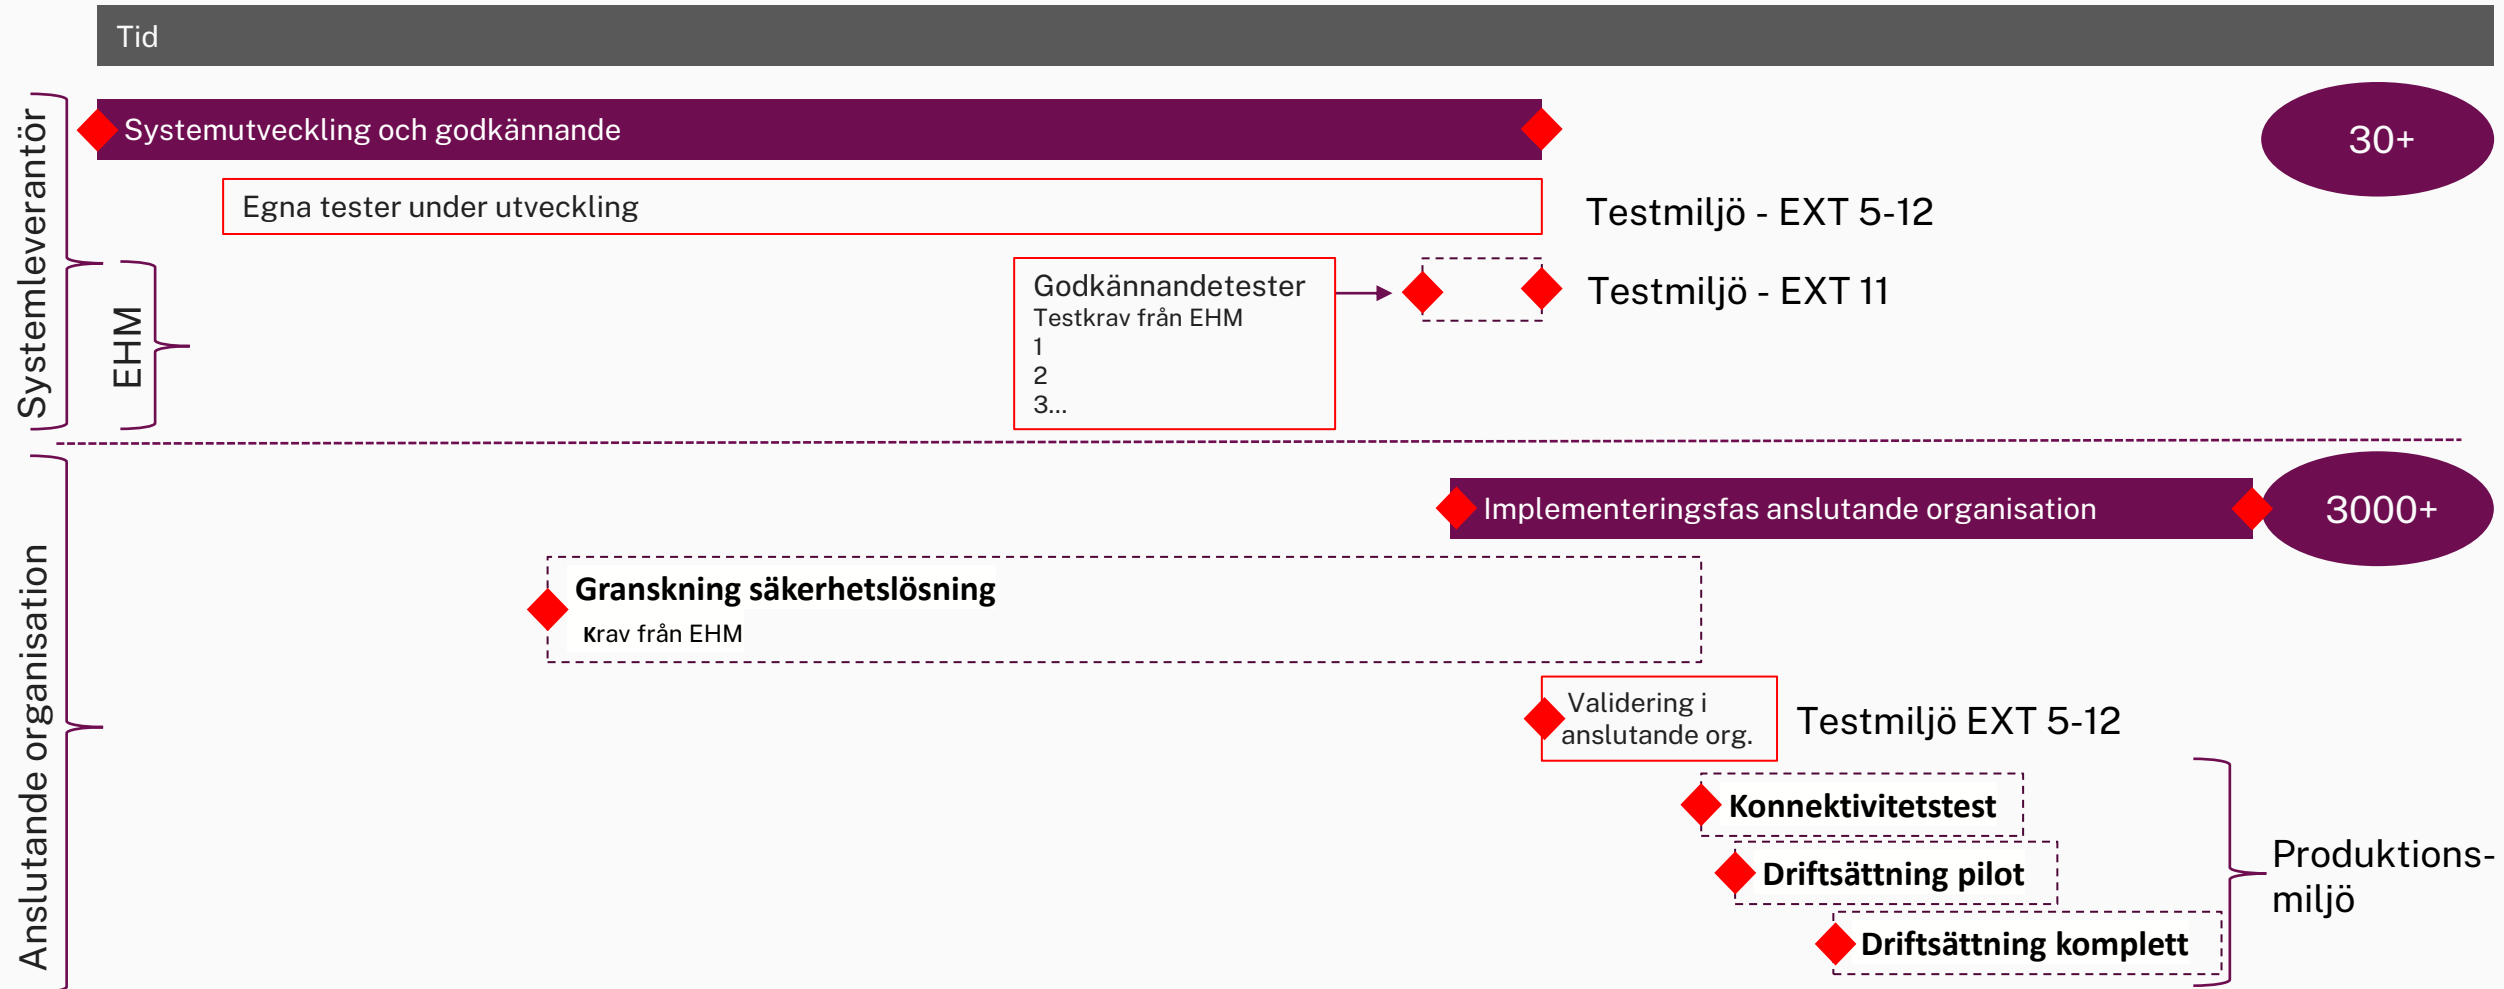 Tid
Systemleverantör
Systemutveckling och godkännande
30+
Egna tester under utveckling
Testmiljö - EXT 5-12
EHM
Godkännandetester
Testkrav från EHM
1
2
3...
Testmiljö - EXT 11
Anslutande organisation
Implementeringsfas anslutande organisation
3000+
Granskning säkerhetslösning
Krav från EHM
Validering i
anslutande org.
Testmiljö EXT 5-12
Konnektivitetstest
Driftsättning pilot
Driftsättning komplett
Produktions-
miljö